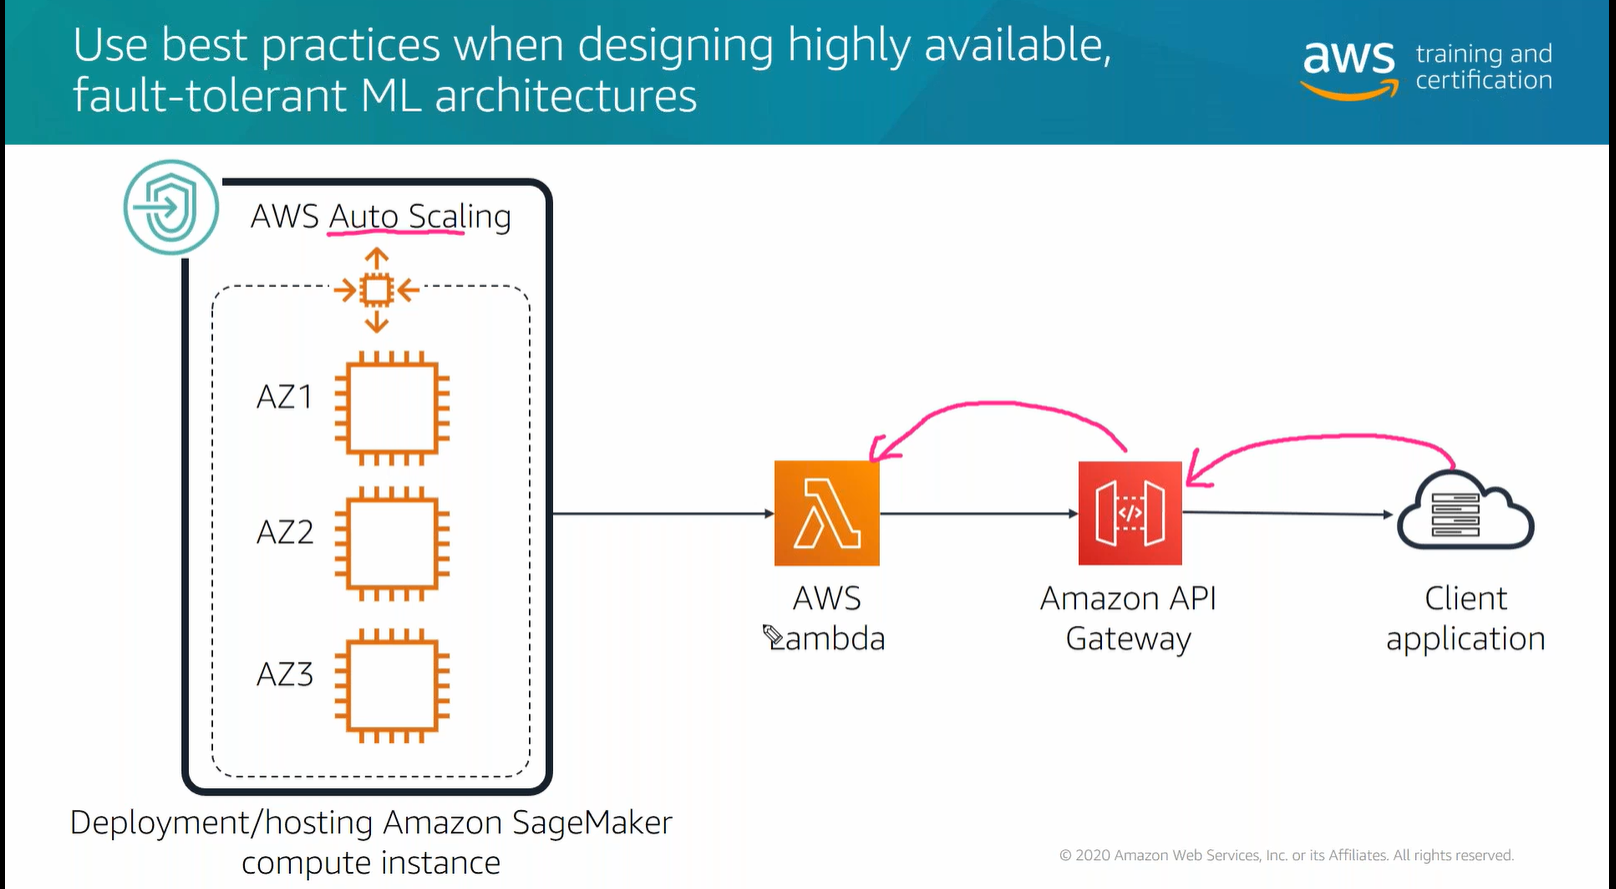 Use best practices when designing highly available,
fault-tolerant ML architectures
aws
training and
certification
AWS Auto Scaling
AZ1
AZ2
AZ3
Deployment/hosting Amazon SageMaker
compute instance
AWS
Lambda
</>
Amazon API
Gateway
Client
application
© 2020 Amazon Web Services, Inc. or its Affiliates. All rights reserved.